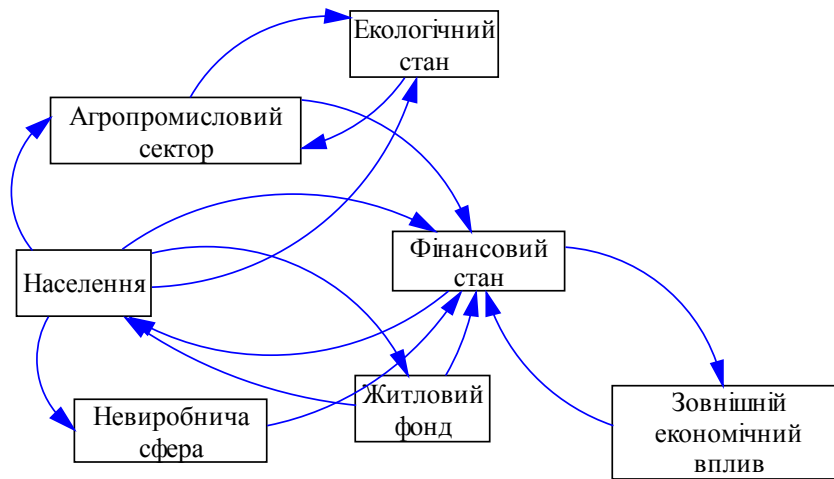 Екологічний
стан
Агропромисловий
сектор
Населення
Фінансовий
стан
Невиробнича
сфера
Житловий
фонд
Зовнішній
економічний
вплив